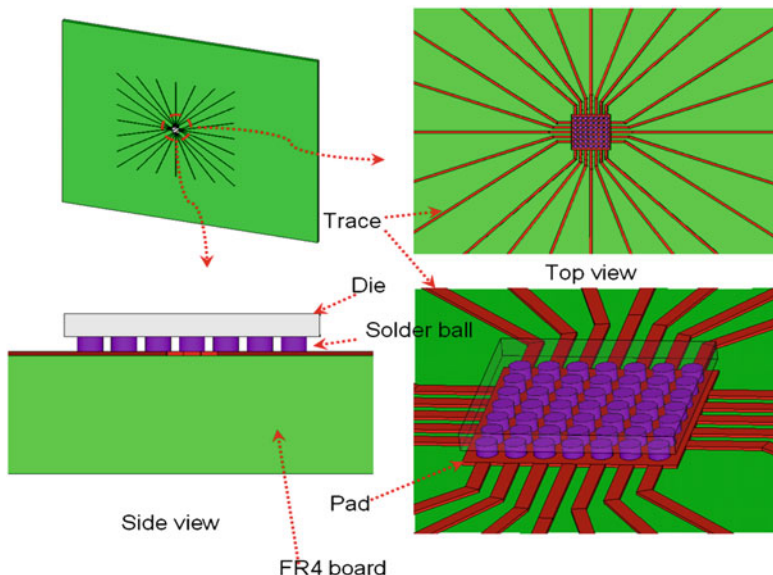 Trace
Top view
Die
Solder ball
Pad
Side view
FR4 board